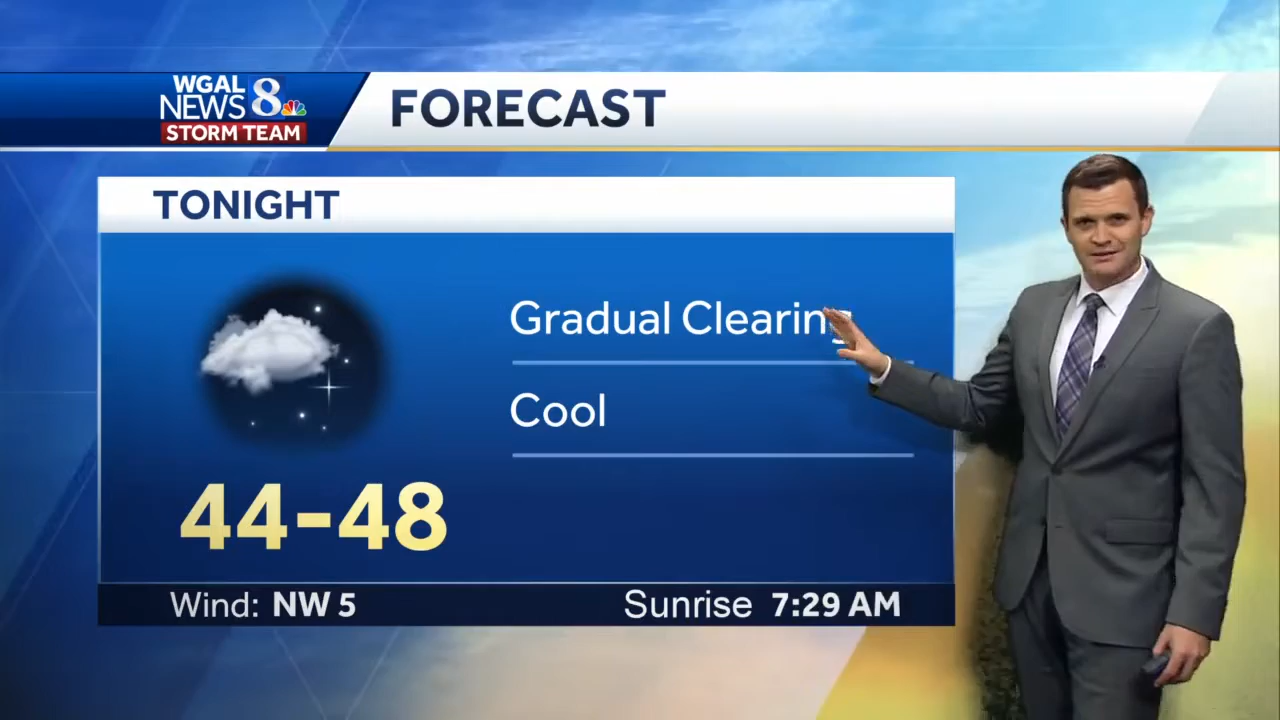 WGAL
NEWS 8
STORM TEAM
FORECAST
TONIGHT
Gradual Clearing
Cool
44-48
Wind: NW 5
Sunrise 7:29 AM